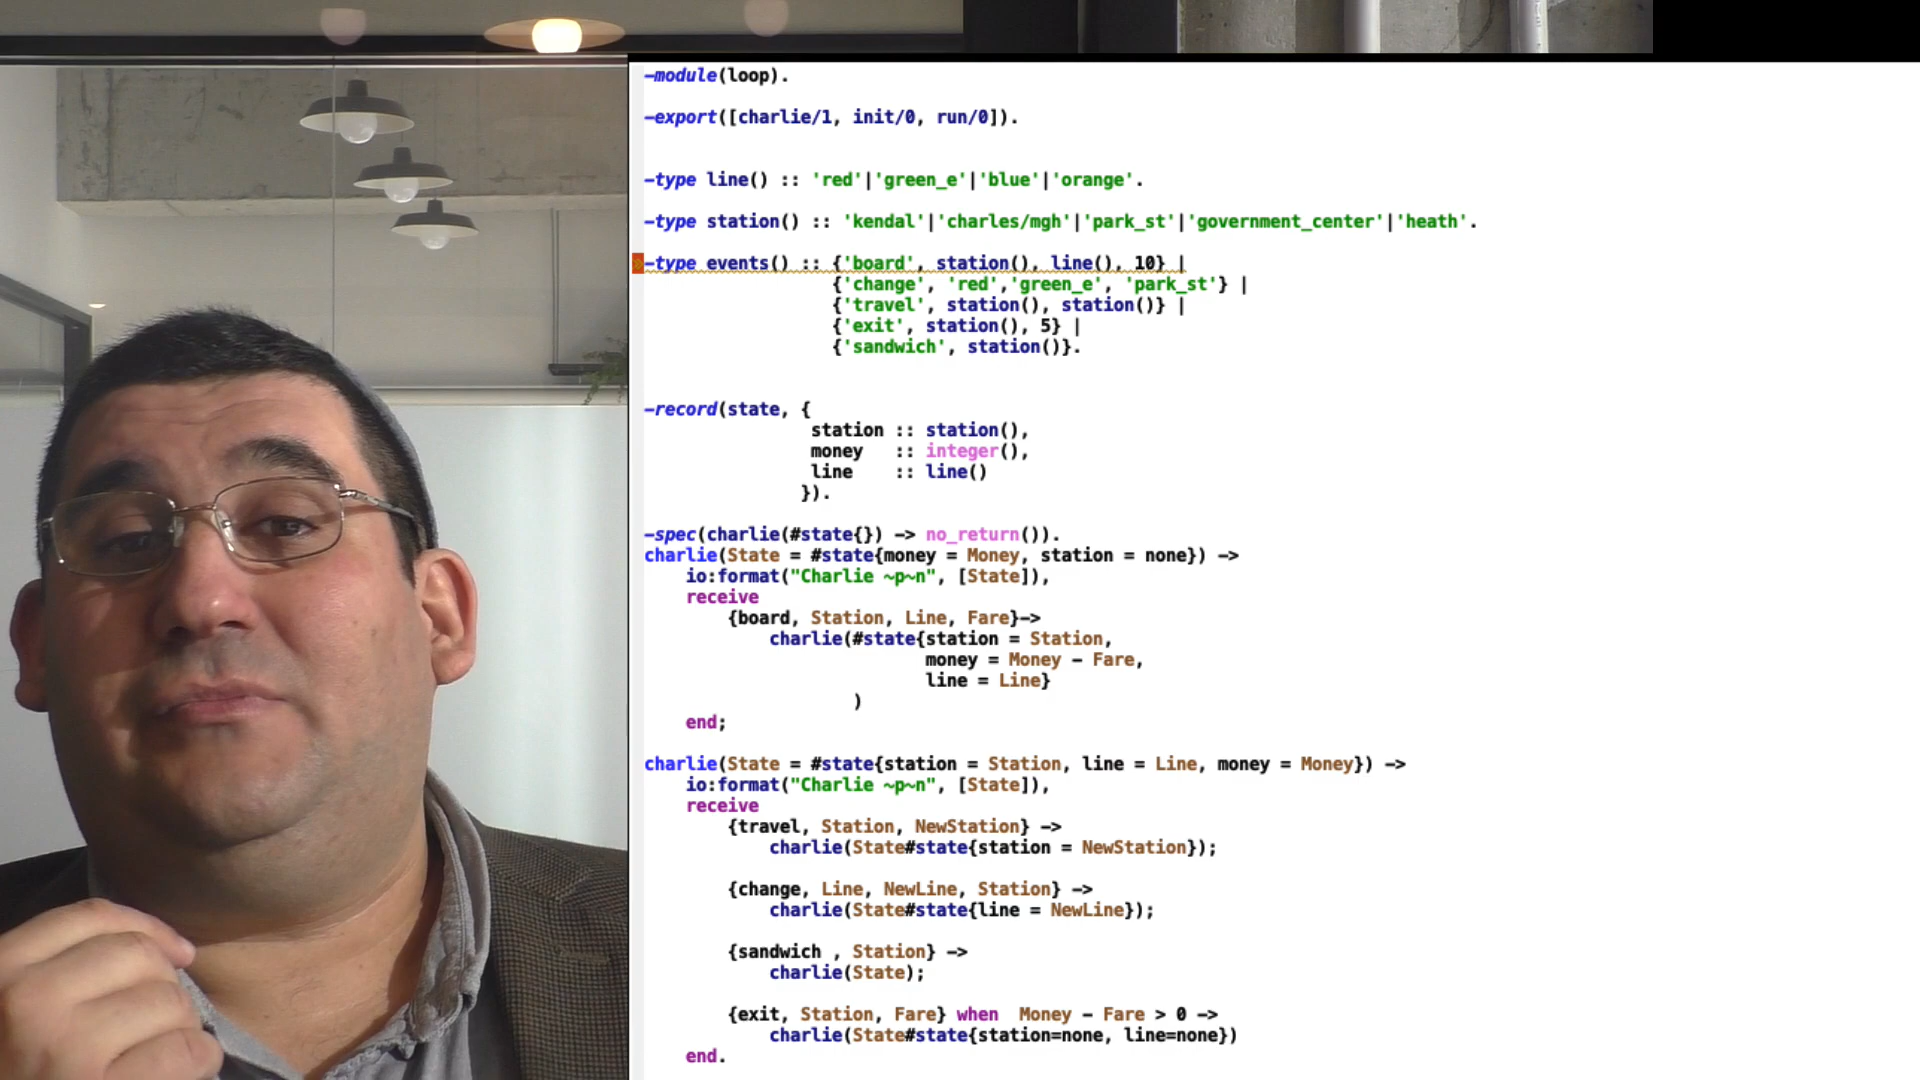 -module(loop).
-export([charlie/1, init/0, run/0]).
-type line() :: 'red'|'green_e'|'blue'|'orange'.
-type station() :: 'kendal'|'charles/mgh'|'park_st'|'government_center'|'heath'.
-type events() :: {'board', station(), line(), 10} |
{'change', 'red','green_e', 'park_st'} |
{'travel', station(), station()} |
{'exit', station(), 5} |
{'sandwich', station()}.
-record(state, {
station :: station(),
money :: integer(),
line :: line()
}).
-spec(charlie(#state{}) -> no_return()).
charlie(State = #state{money = Money, station = none}) ->
io:format("Charlie ~p~n", [State]),
receive
{board, Station, Line, Fare}->
charlie(#state{station = Station,
money = Money - Fare,
line = Line}
)
end;
charlie(State = #state{station = Station, line = Line, money = Money}) ->
io:format("Charlie ~p~n", [State]),
receive
{travel, Station, NewStation} ->
charlie(State#state{station = NewStation});
{change, Line, NewLine, Station} ->
charlie(State#state{line = NewLine});
{sandwich , Station} ->
charlie(State);
{exit, Station, Fare} when  Money - Fare > 0 ->
charlie(State#state{station=none, line=none})
end.